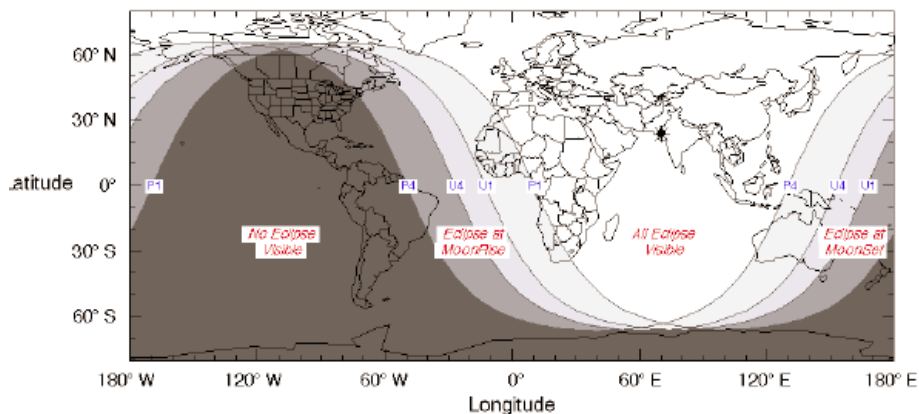 60° N
30° N
Latitude 0° P1 P4 U4 U1 P1 P4 U4 U1
No Eclipse Visible
Eclipse at MoonRise
All Eclipse Visible
Eclipse at MoonSet
30° S
60° S
180° W 120° W 60° W 0° 60° E 120° E 180° E
Longitude